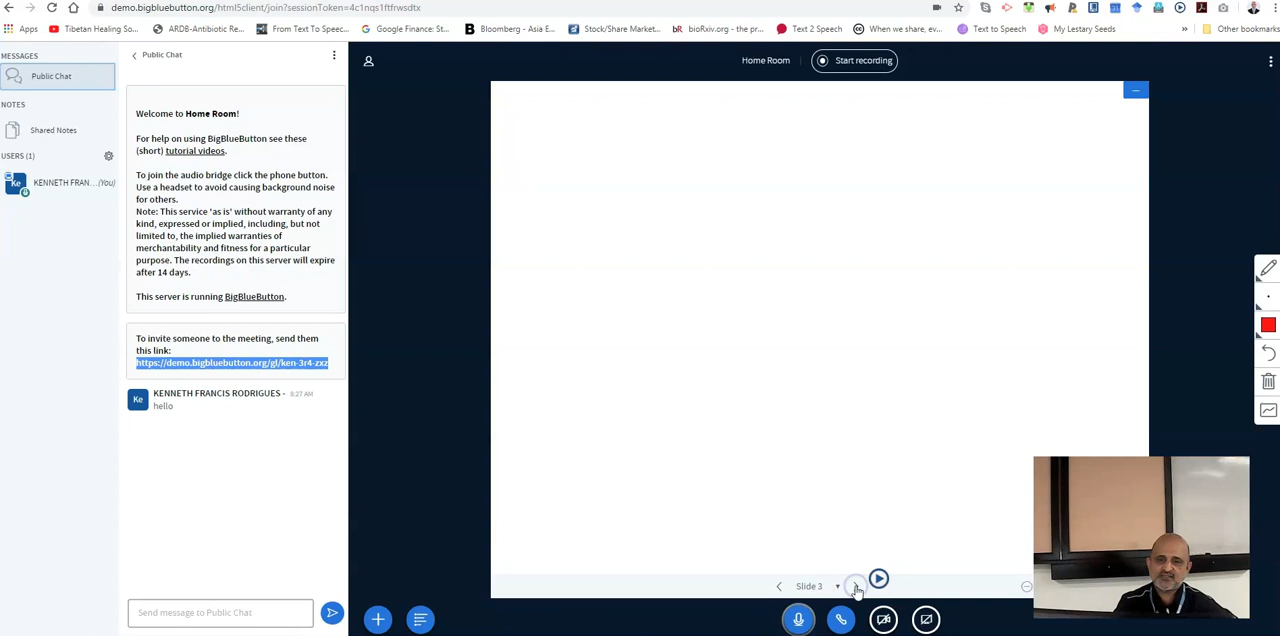 demo.bigbluebutton.org/html5client/join?sessionToken=4c1nqs1ftfrwsdtx
Apps
Tibetan Healing So...
ARDB-Antibiotic Re...
From Text To Speec...
Google Finance: St...
Bloomberg - Asia E...
Stock/Share Market...
bioRxiv.org - the pr...
Text 2 Speech
When we share, ev...
Text to Speech
My Lestary Seeds
»
Other bookmarks
MESSAGES
Public Chat
NOTES
Shared Notes
USERS (1)
Ke
KENNETH FRAN... (You)
Public Chat
Welcome to Home Room!
For help on using BigBlueButton see these
(short) tutorial videos.
To join the audio bridge click the phone button.
Use a headset to avoid causing background noise
for others.
Note: This service 'as is' without warranty of any
kind, expressed or implied, including, but not
limited to, the implied warranties of
merchantability and fitness for a particular
purpose. The recordings on this server will expire
after 14 days.
This server is running BigBlueButton.
To invite someone to the meeting, send them
this link:
https://demo.bigbluebutton.org/gl/ken-3r4-zxz
Ke
KENNETH FRANCIS RODRIGUES - 8:27 AM
hello
Send message to Public Chat
Home Room
Start recording
Slide 3